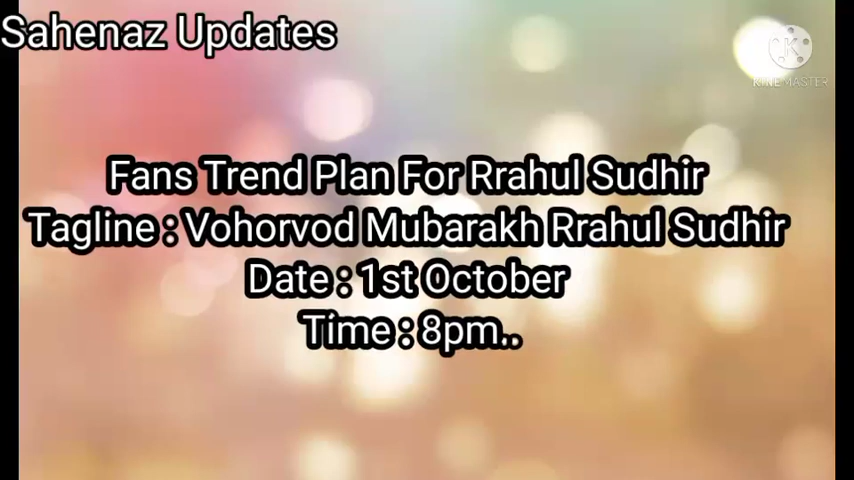 Sahenaz Updates
KINEMASTER
Fans Trend Plan For Rrahul Sudhir
Tagline : Vohorvod Mubarakh Rrahul Sudhir
Date : 1st October
Time : 8pm..